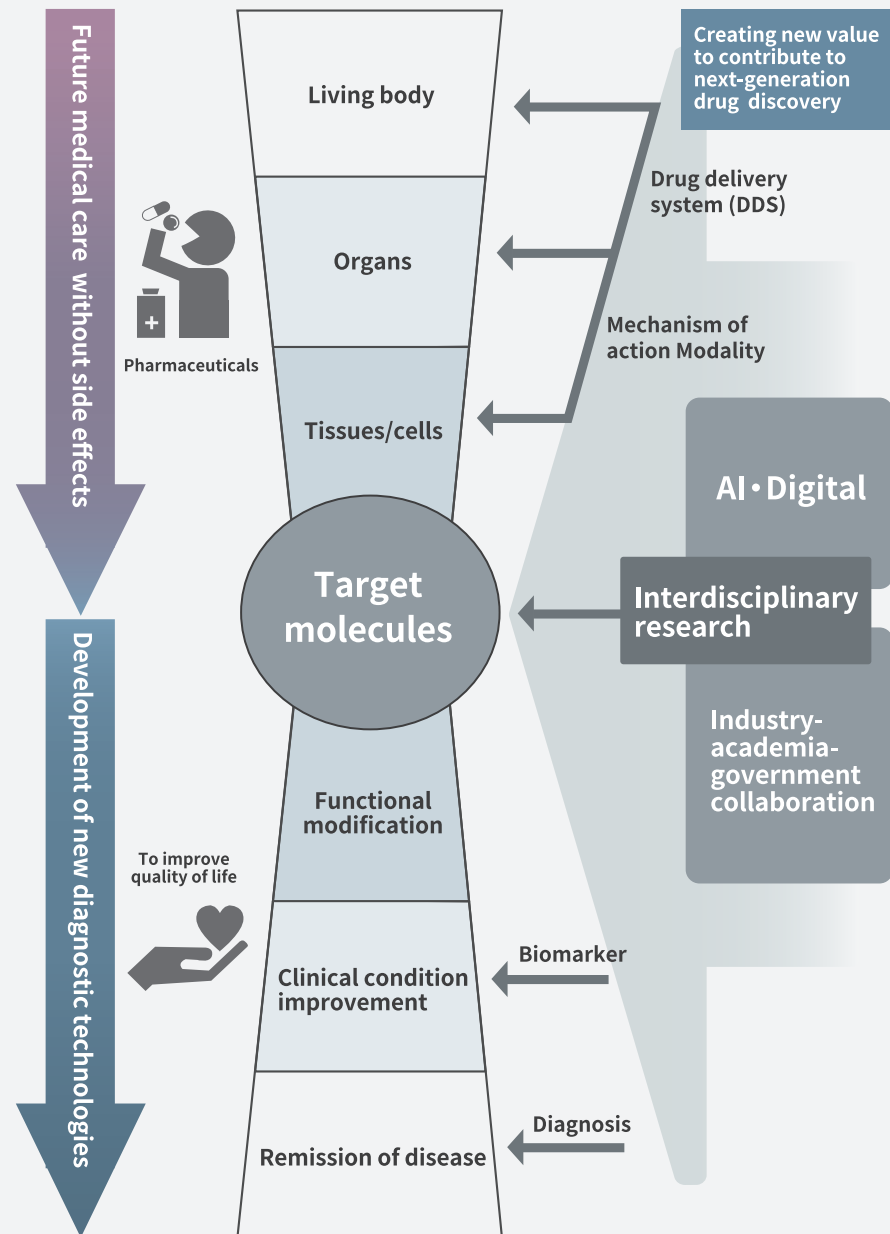 Future medical care without side effects
Living body
Creating new value
to contribute to
next-generation
drug discovery
Drug delivery
system (DDS)
Organs
Mechanism of
action Modality
Pharmaceuticals
Tissues/cells
AI・Digital
Target
molecules
Interdisciplinary
research
Development of new diagnostic technologies
Industry-
academia-
government
collaboration
Functional
modification
To improve
quality of life
Biomarker
Clinical condition
improvement
Diagnosis
Remission of disease